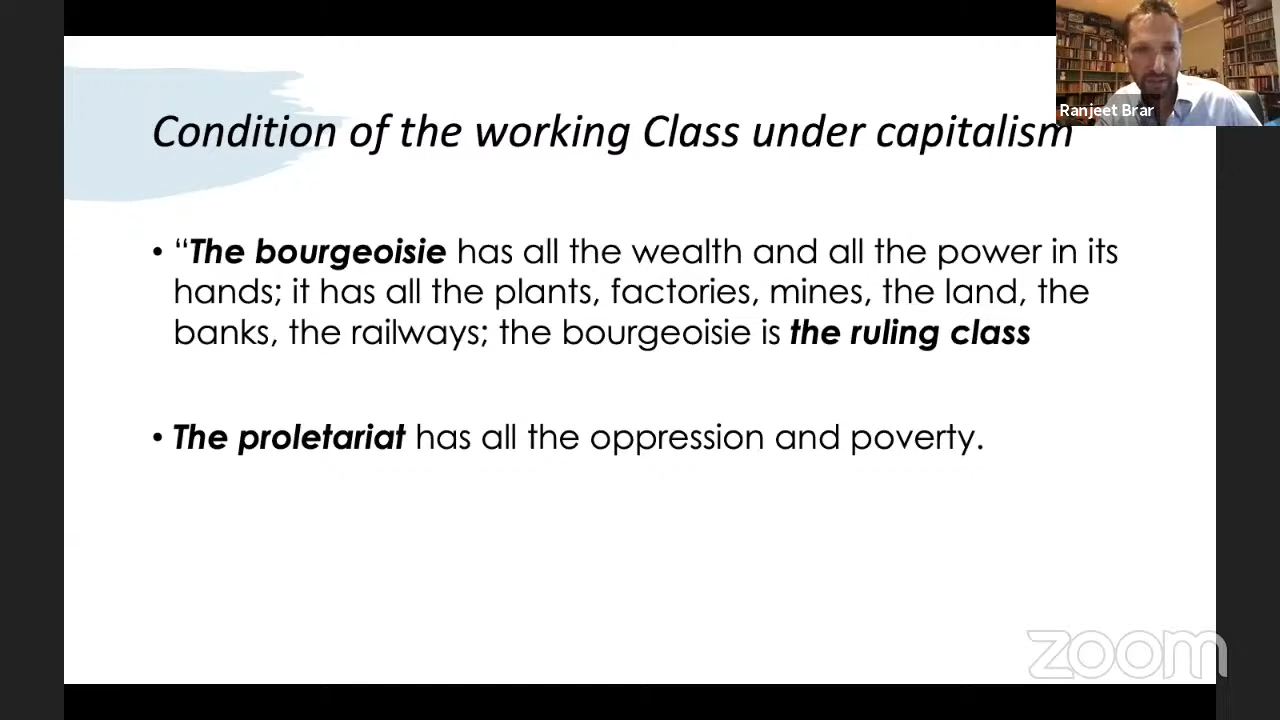 Ranjeet Brar
Condition of the working Class under capitalism
• “The bourgeoisie has all the wealth and all the power in its
hands; it has all the plants, factories, mines, the land, the
banks, the railways; the bourgeoisie is the ruling class
• The proletariat has all the oppression and poverty.
zoom